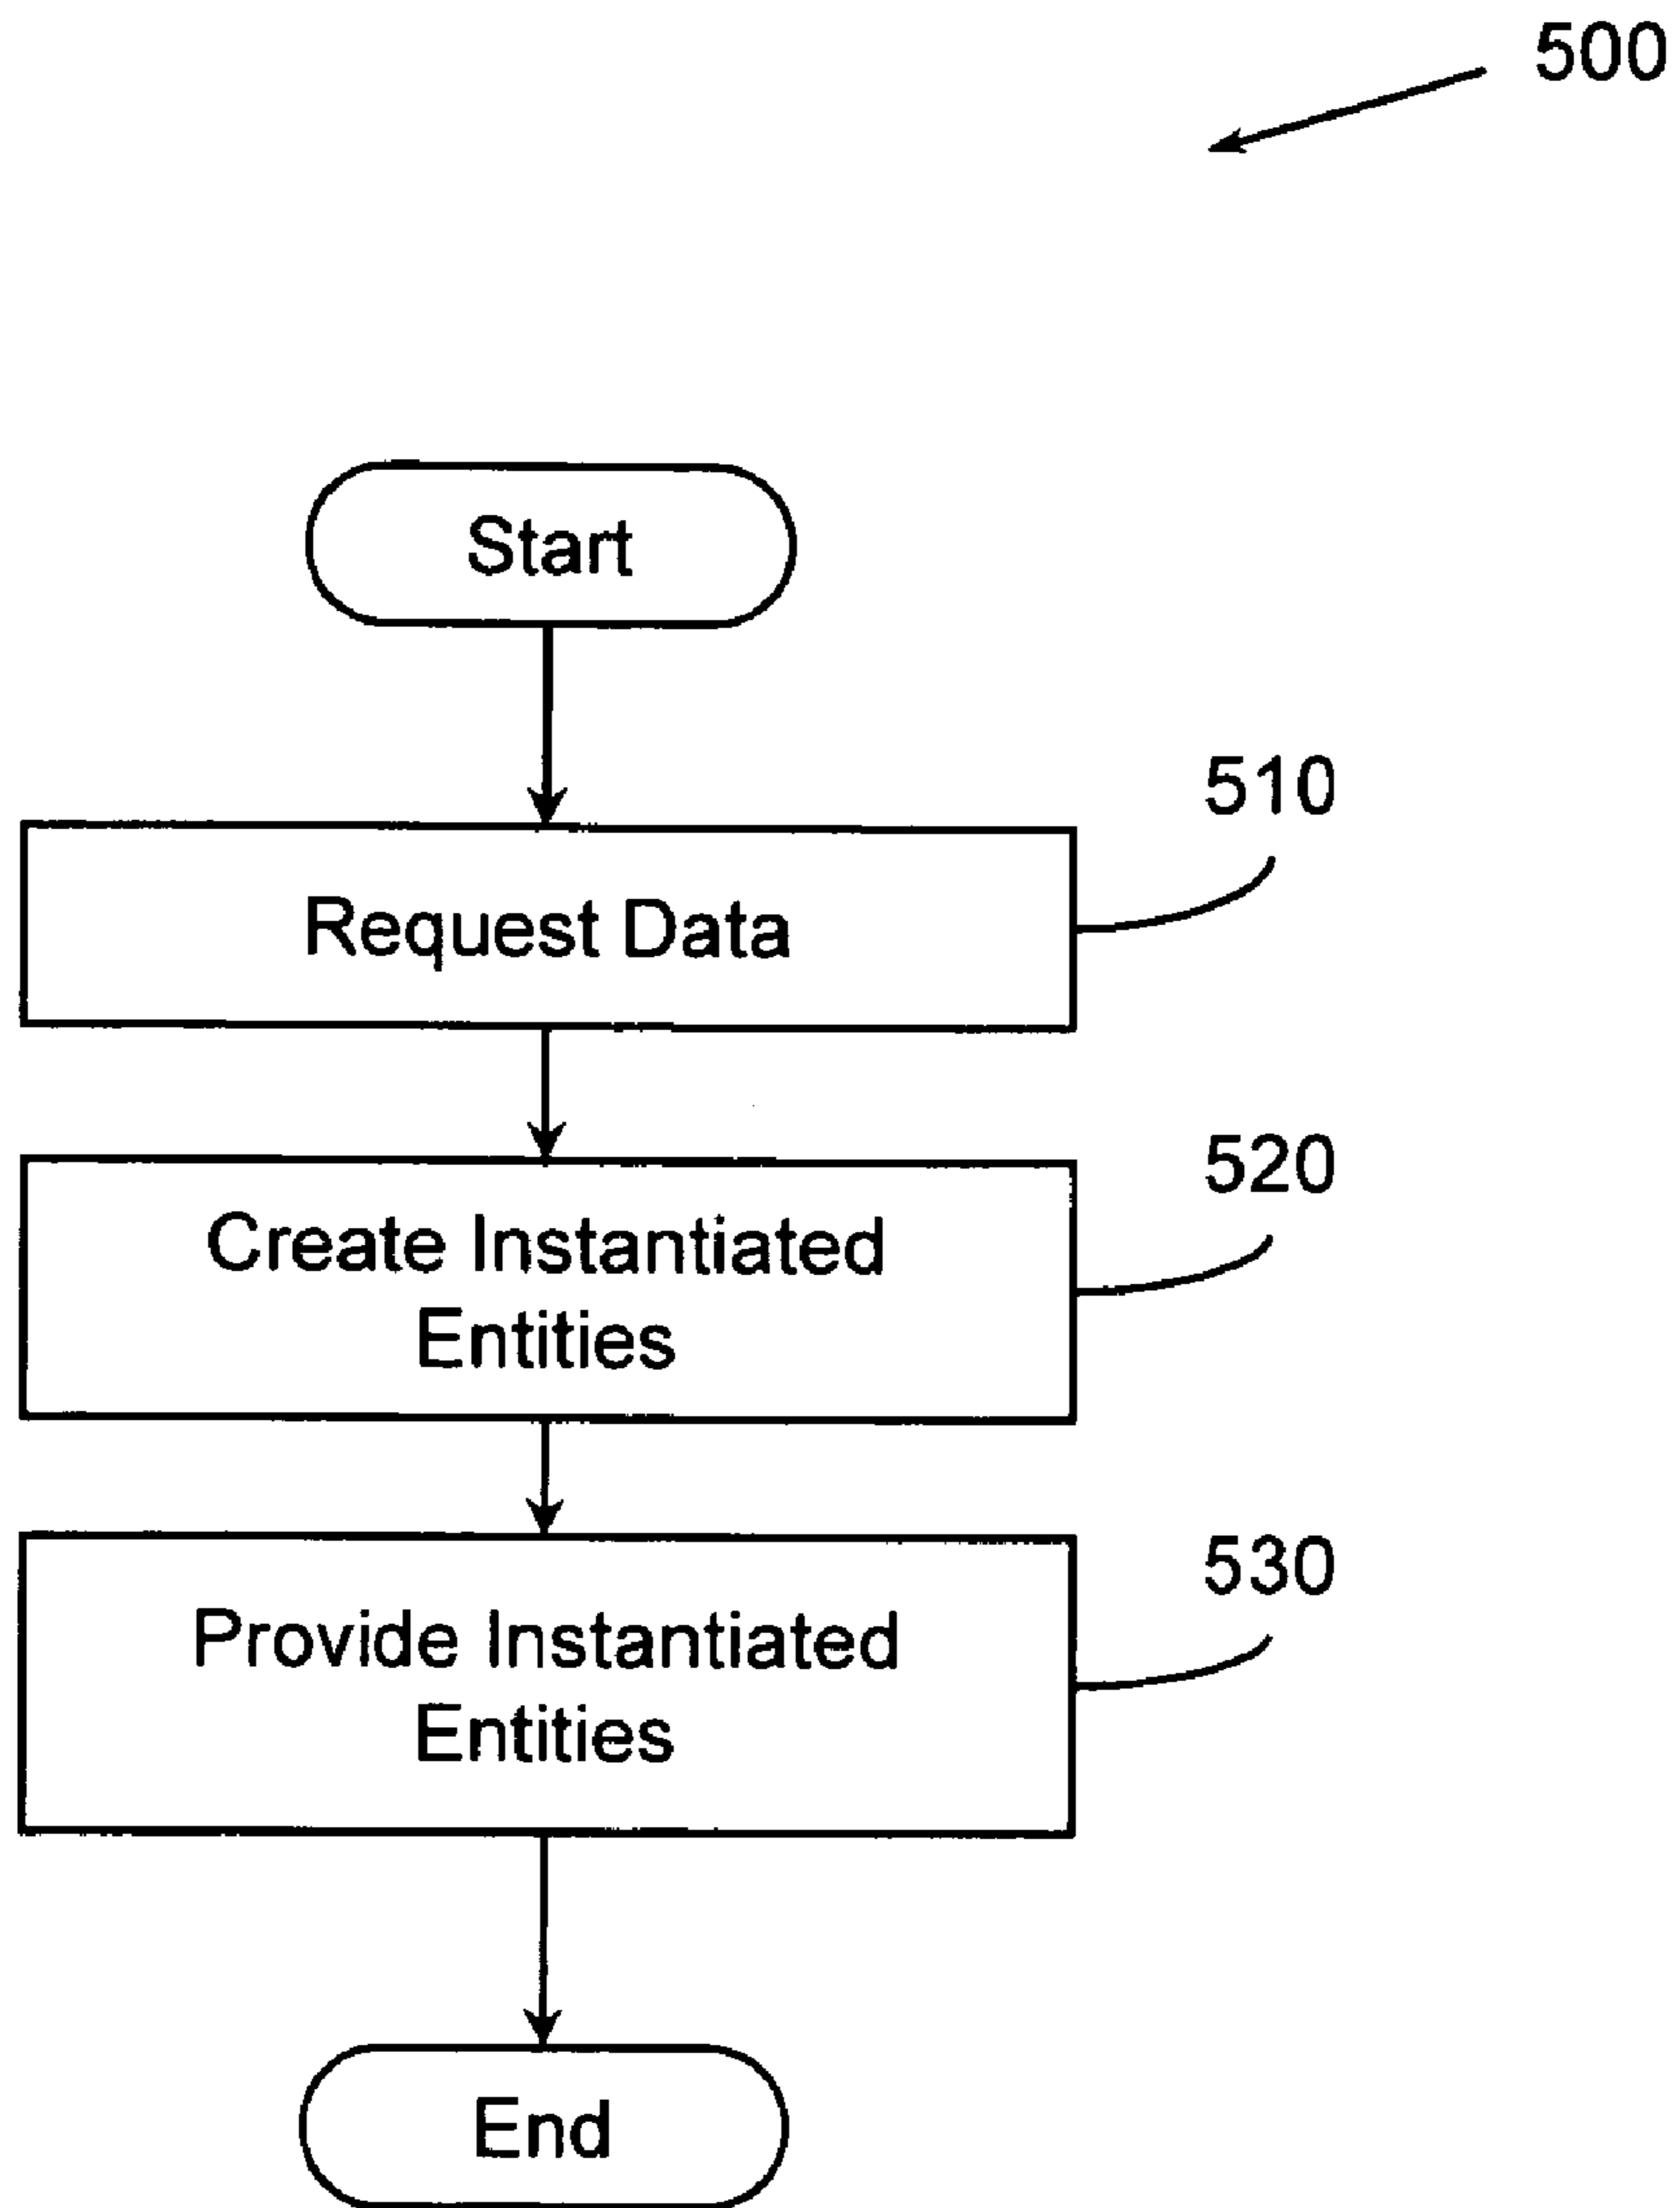 500
Start
510
Request Data
520
Create Instantiated
Entities
530
Provide Instantiated
Entities
End